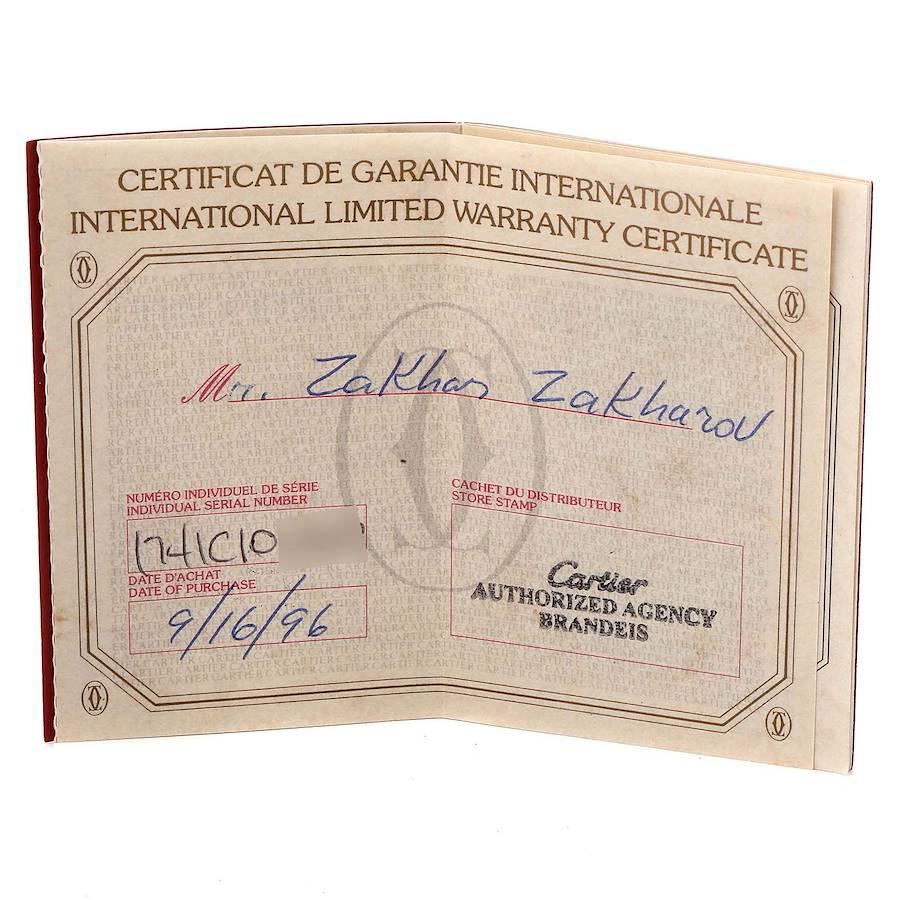 CERTIFICAT DE GARANTIE INTERNATIONALE
INTERNATIONAL LIMITED WARRANTY CERTIFICATE
Mr. Zakhar Zakharov
NUMÉRO INDIVIDUEL DE SÉRIE
INDIVIDUAL SERIAL NUMBER
1741C10
DATE D'ACHAT
DATE OF PURCHASE
9/16/96
CACHET DU DISTRIBUTEUR
STORE STAMP
Cartier
AUTHORIZED AGENCY
BRANDEIS